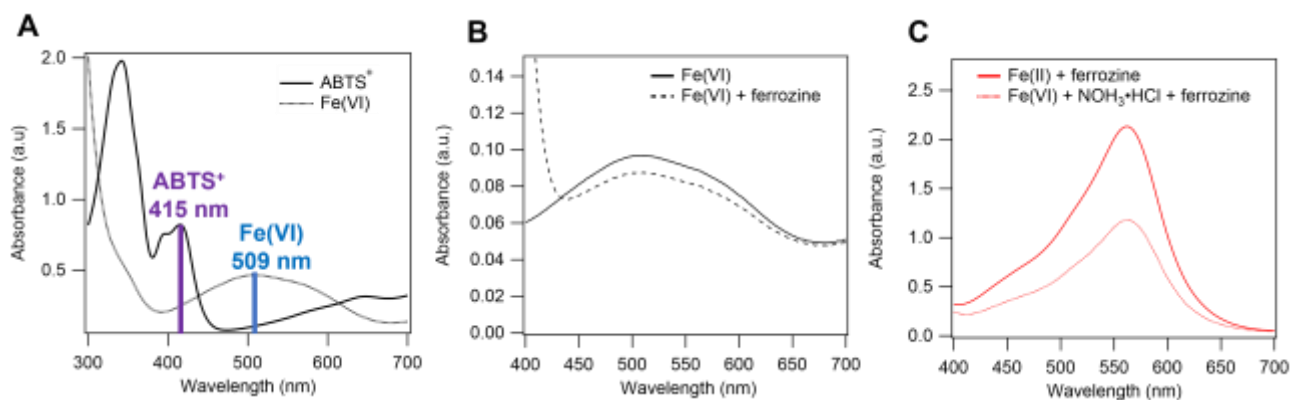 A
2.0
1.5
1.0
0.5
Absorbance (a.u)
ABTS⁺
Fe(VI)
ABTS⁺
415 nm
Fe(VI)
509 nm
300 400 500 600 700
Wavelength (nm)
B
0.14
0.12
0.10
0.08
0.06
0.04
0.02
0.00
Absorbance (a.u.)
Fe(VI)
Fe(VI) + ferrozine
400 450 500 550 600 650 700
Wavelength (nm)
C
2.5
2.0
1.5
1.0
0.5
0.0
Absorbance (a.u.)
Fe(II) + ferrozine
Fe(VI) + NOH₃•HCl + ferrozine
400 450 500 550 600 650 700
Wavelength (nm)